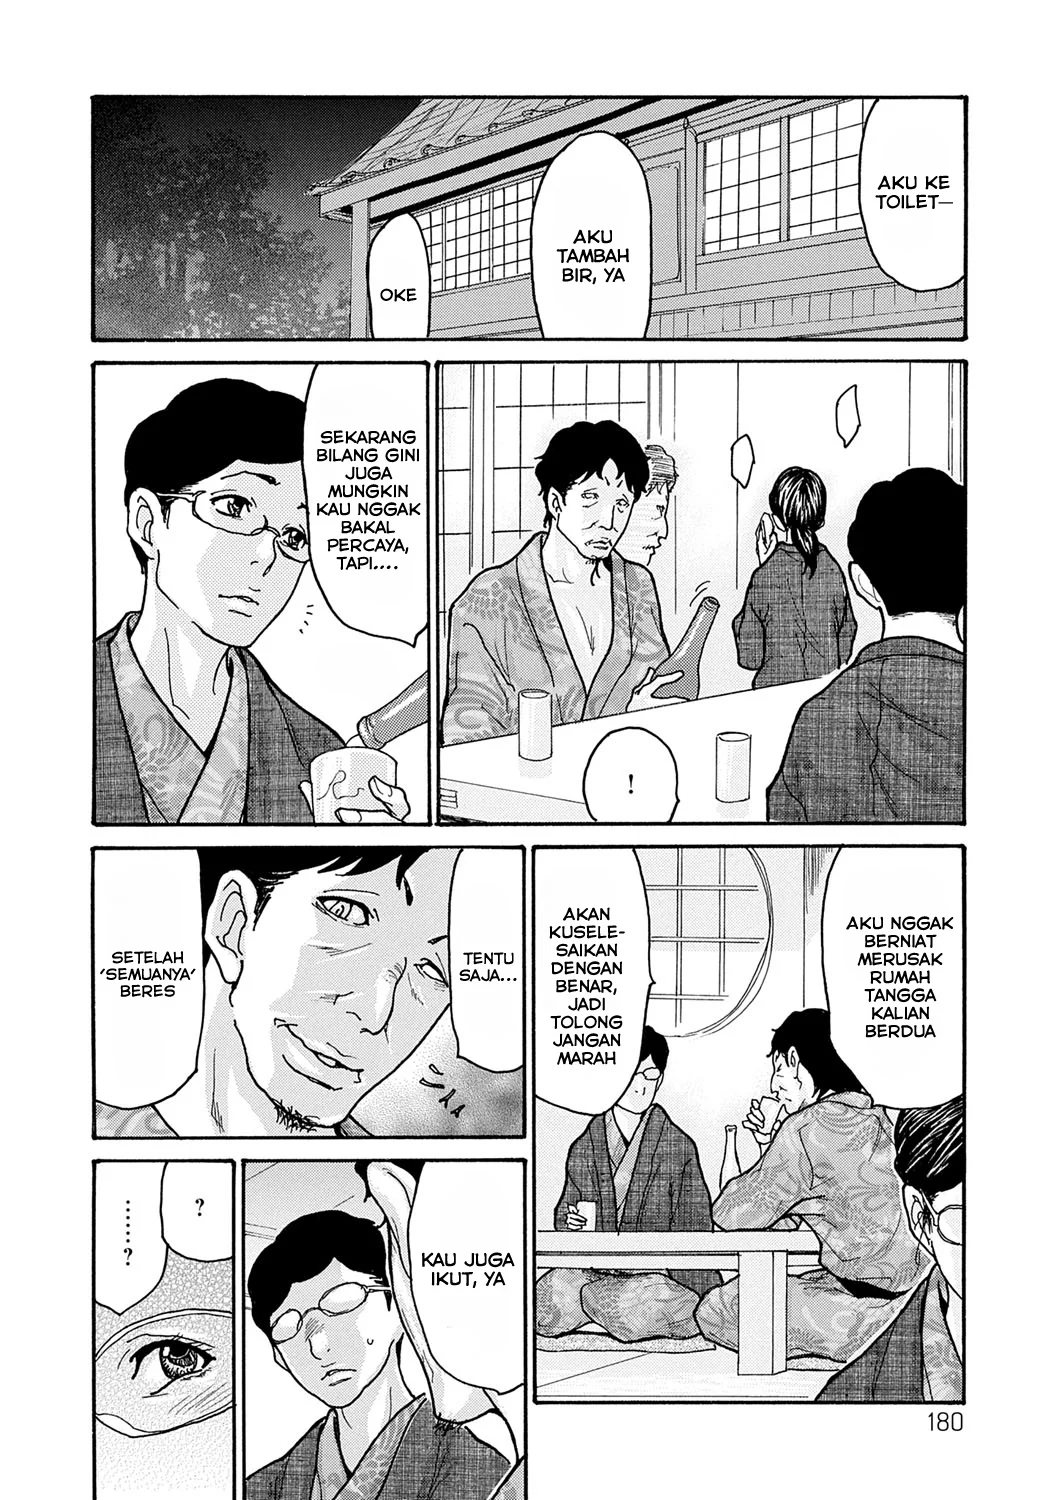 AKU KE
TOILET—
AKU
TAMBAH
BIR, YA
OKE
!
SEKARANG
BILANG GINI
JUGA
MUNGKIN
KAU NGGAK
BAKAL
PERCAYA,
TAPI....
AKU NGGAK
BERNIAT
MERUSAK
RUMAH
TANGGA
KALIAN
BERDUA
AKAN
KUSELE-
SAIKAN
DENGAN
BENAR,
JADI
TOLONG
JANGAN
MARAH
TENTU
SAJA...
SETELAH
'SEMUANYA'
BERES
KAU JUGA
IKUT, YA
?
......?
180